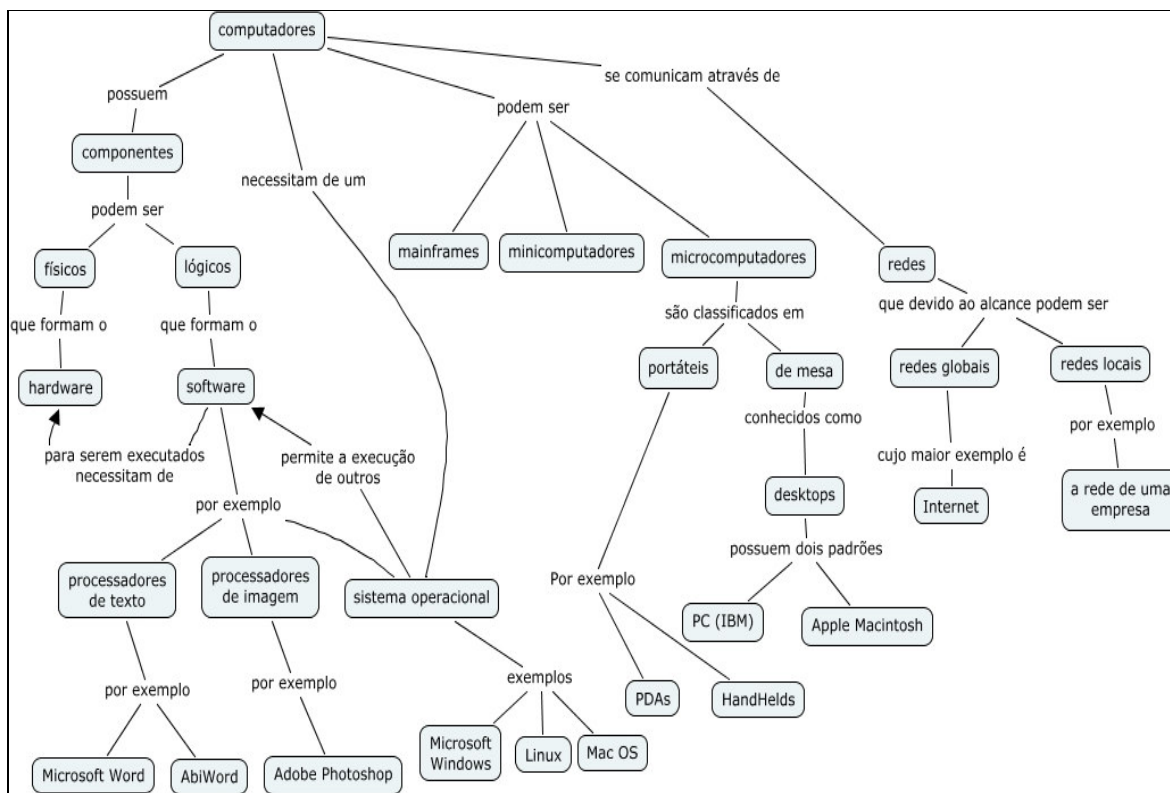 computadores
se comunicam através de
possuem
podem ser
componentes
necessitam de um
podem ser
mainframes
minicomputadores
microcomputadores
redes
físicos
lógicos
que devido ao alcance podem ser
são classificados em
que formam o
que formam o
portáteis
de mesa
redes globais
redes locais
hardware
software
conhecidos como
por exemplo
para serem executados
necessitam de
permite a execução
de outros
cujo maior exemplo é
desktops
Internet
a rede de uma
empresa
por exemplo
possuem dois padrões
processadores
de texto
processadores
de imagem
sistema operacional
Por exemplo
PC (IBM)
Apple Macintosh
por exemplo
por exemplo
exemplos
PDAs
HandHelds
Microsoft Word
AbiWord
Adobe Photoshop
Microsoft
Windows
Linux
Mac OS